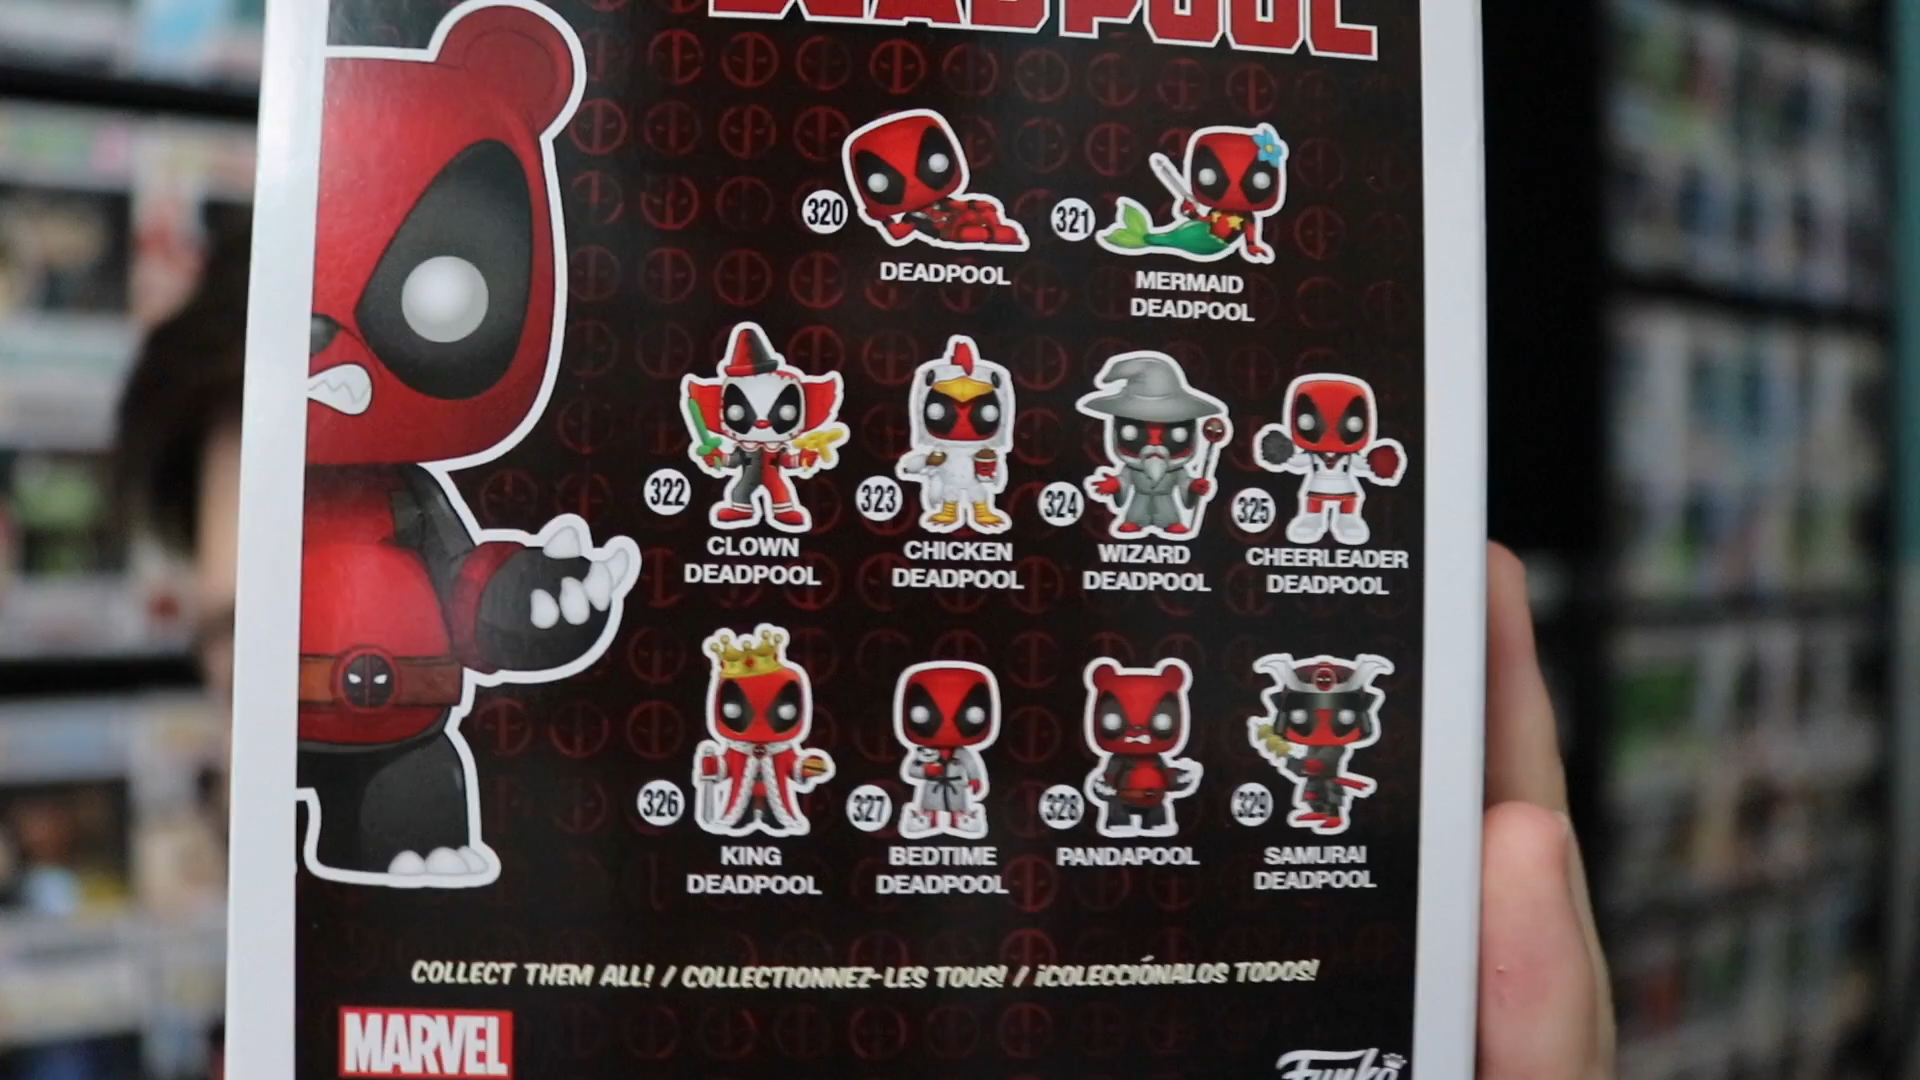 DEADPOOL
320
DEADPOOL
321
MERMAID
DEADPOOL
322
CLOWN
DEADPOOL
323
CHICKEN
DEADPOOL
324
WIZARD
DEADPOOL
325
CHEERLEADER
DEADPOOL
326
KING
DEADPOOL
327
BEDTIME
DEADPOOL
328
PANDAPOOL
329
SAMURAI
DEADPOOL
COLLECT THEM ALL! / COLLECTIONNEZ-LES TOUS! / ¡COLECCIÓNALOS TODOS!
MARVEL
Funko